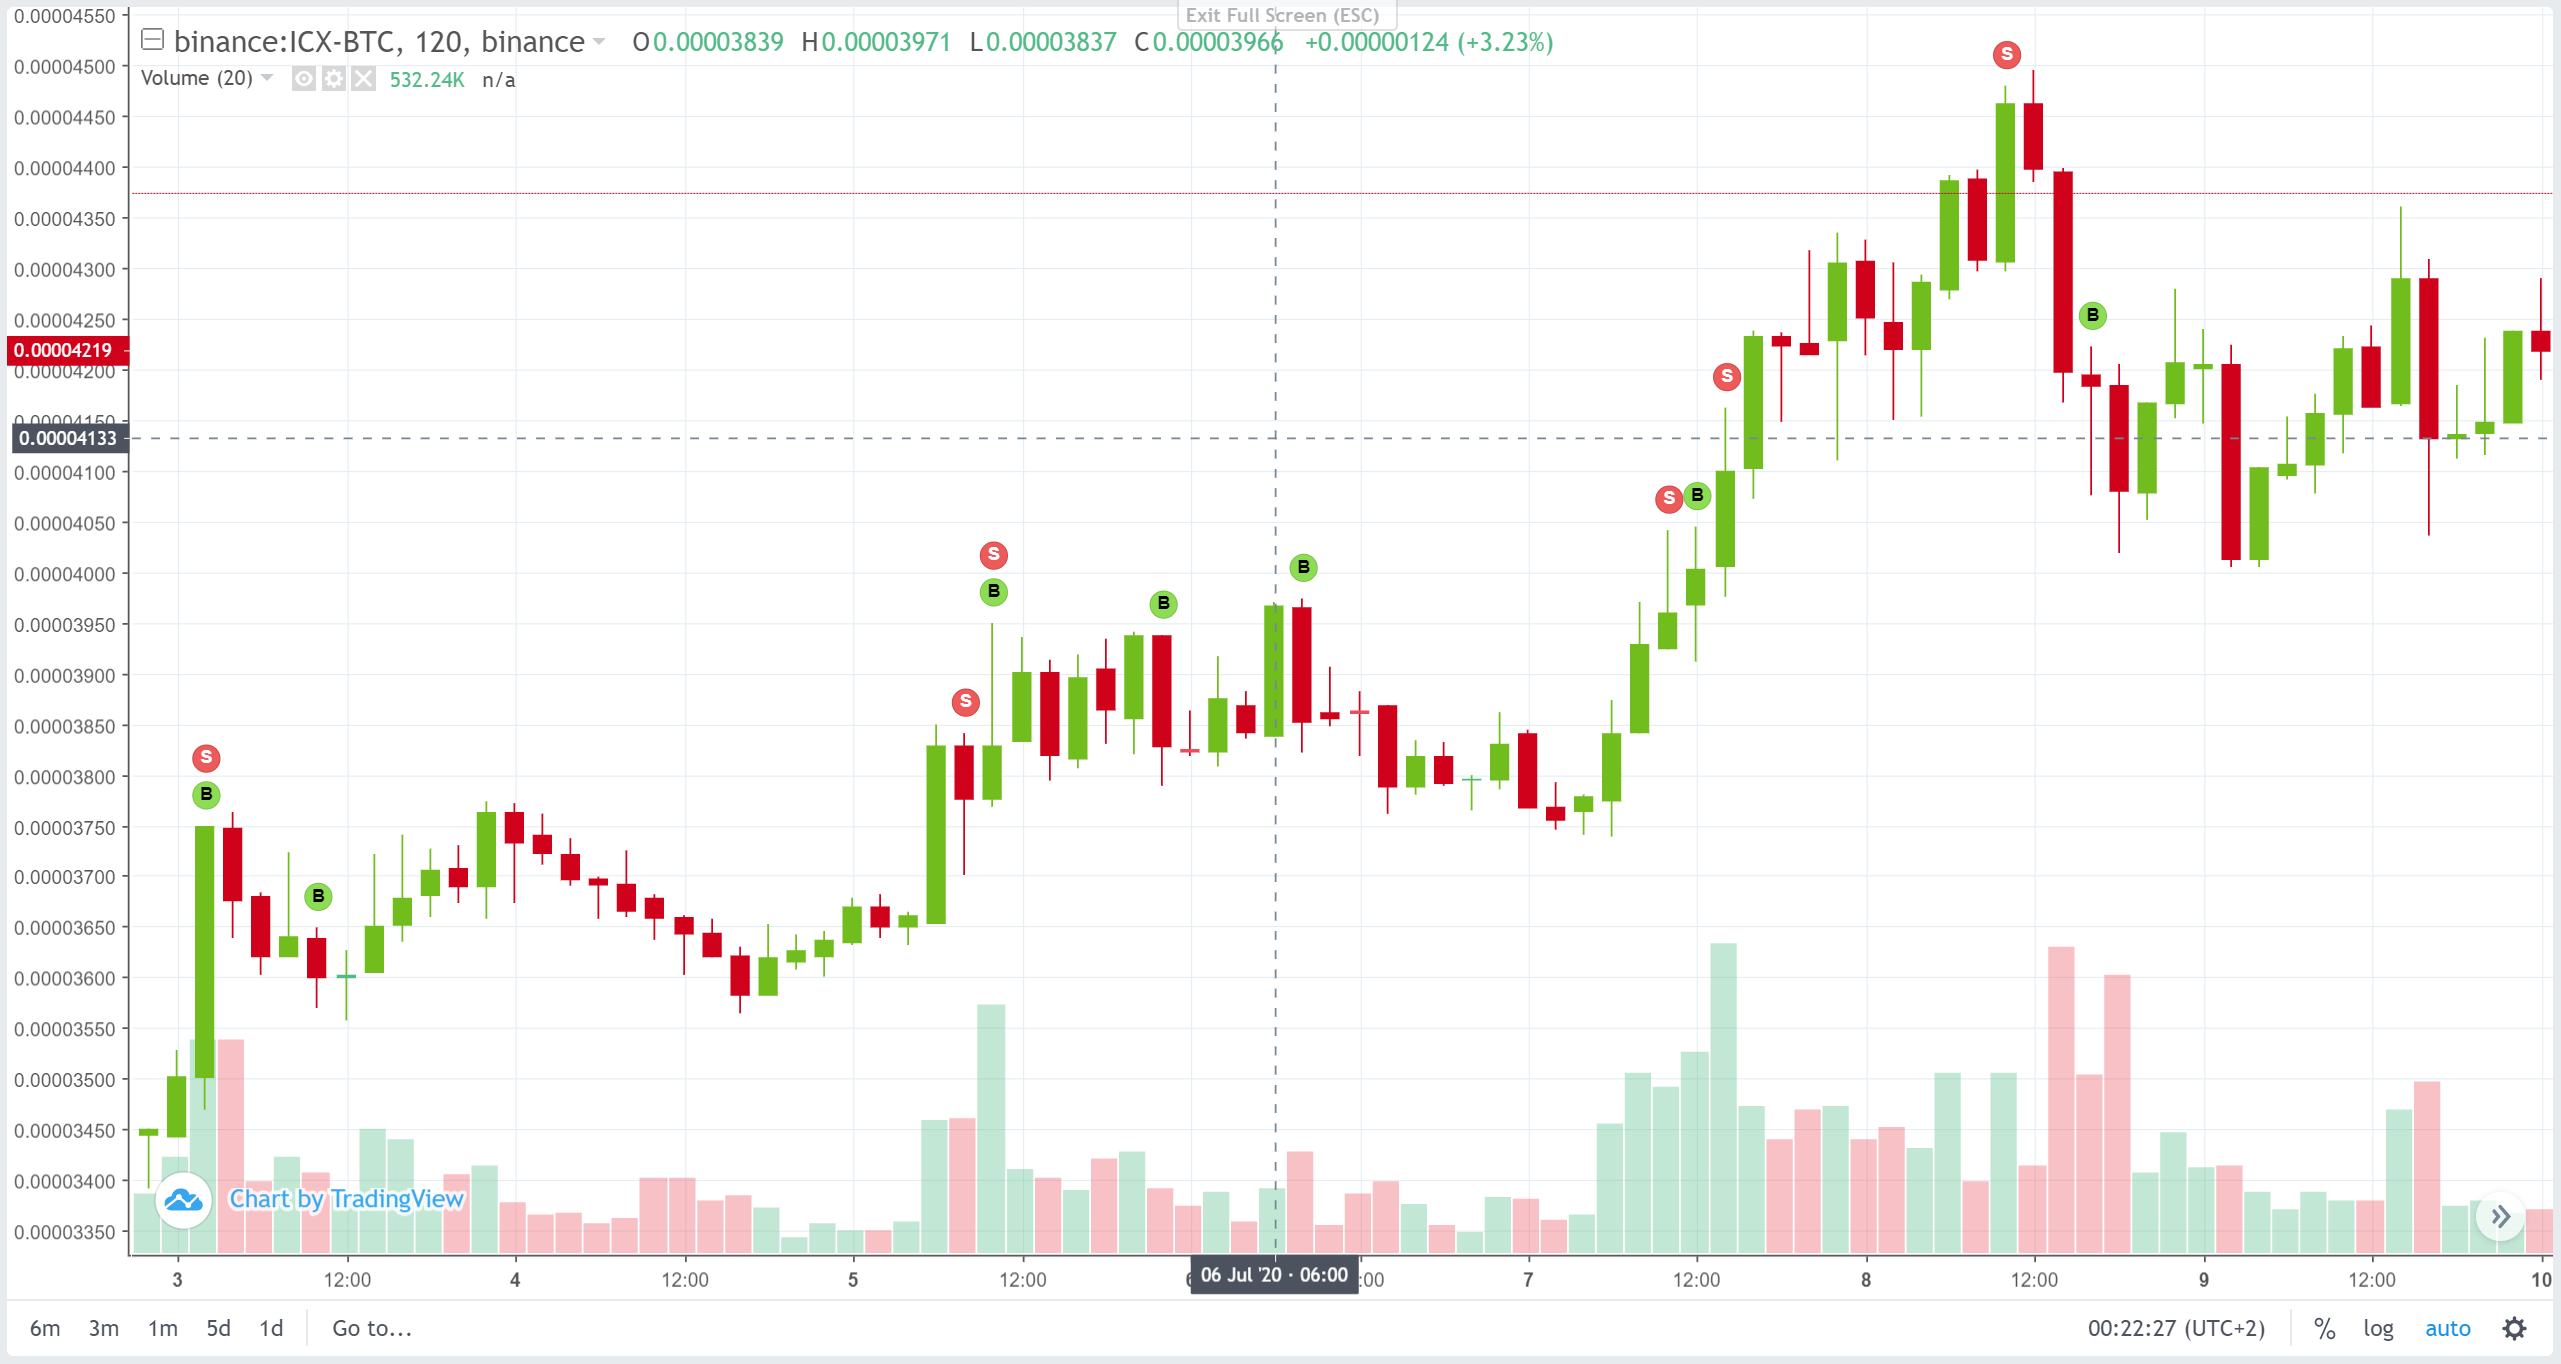 Exit Full Screen (ESC)
binance:ICX-BTC, 120, binance O0.00003839 H0.00003971 L0.00003837 C0.00003966 +0.00000124 (+3.23%)
Volume (20) 532.24K n/a
0.00004550
0.00004500
0.00004450
0.00004400
0.00004350
0.00004300
0.00004250
0.00004219
0.00004200
0.00004150
0.00004133
0.00004100
0.00004050
0.00004000
0.00003950
0.00003900
0.00003850
0.00003800
0.00003750
0.00003700
0.00003650
0.00003600
0.00003550
0.00003500
0.00003450
0.00003400
0.00003350
S
B
B
S
S
B
B
B
S
B
S
S
B
Chart by TradingView
3 12:00 4 12:00 5 12:00 6 06 Jul '20 · 06:00 :00 7 12:00 8 12:00 9 12:00 10
6m 3m 1m 5d 1d Go to... 00:22:27 (UTC+2) % log auto